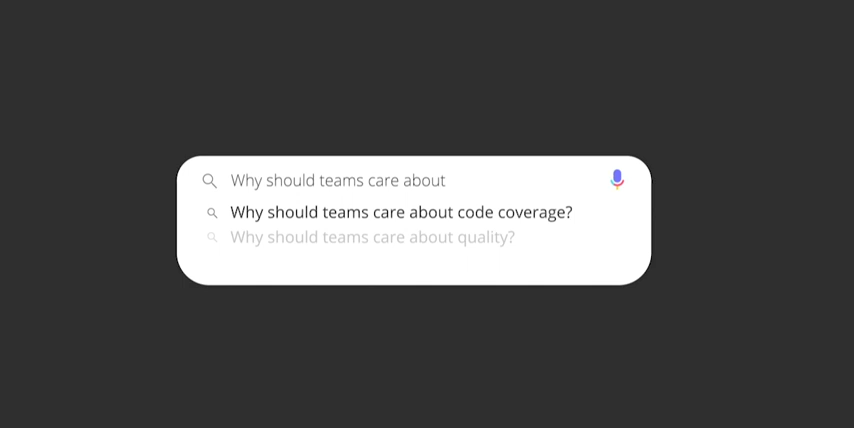 Why should teams care about
Why should teams care about code coverage?
Why should teams care about quality?